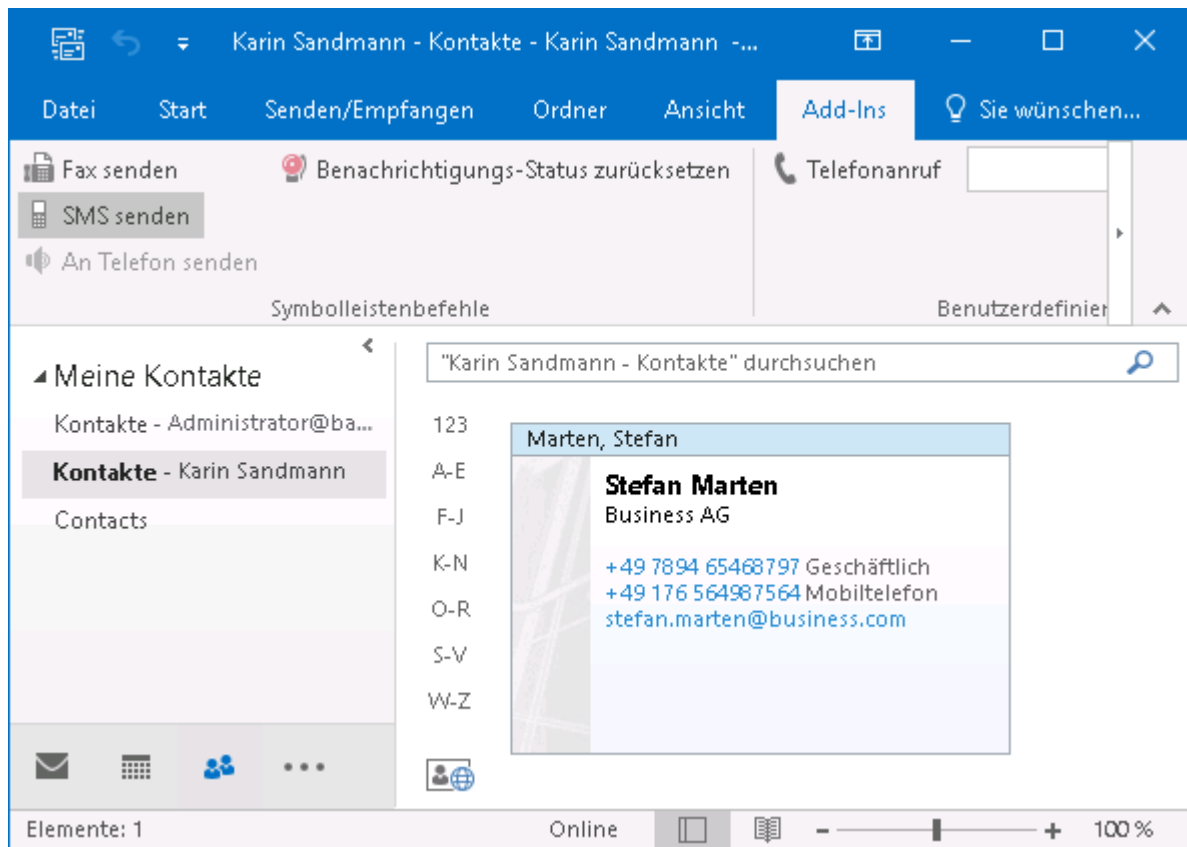 Karin Sandmann - Kontakte - Karin Sandmann -...
Datei Start Senden/Empfangen Ordner Ansicht Add-Ins Sie wünschen...
Fax senden Benachrichtigungs-Status zurücksetzen Telefonanruf
SMS senden
An Telefon senden
Symbolleistenbefehle Benutzerdefinier
Meine Kontakte
Kontakte - Administrator@ba...
Kontakte - Karin Sandmann
Contacts
"Karin Sandmann - Kontakte" durchsuchen
123
A-E
F-J
K-N
O-R
S-V
W-Z
Marten, Stefan
Stefan Marten
Business AG
+49 7894 65468797 Geschäftlich
+49 176 564987564 Mobiltelefon
stefan.marten@business.com
Elemente: 1 Online 100 %